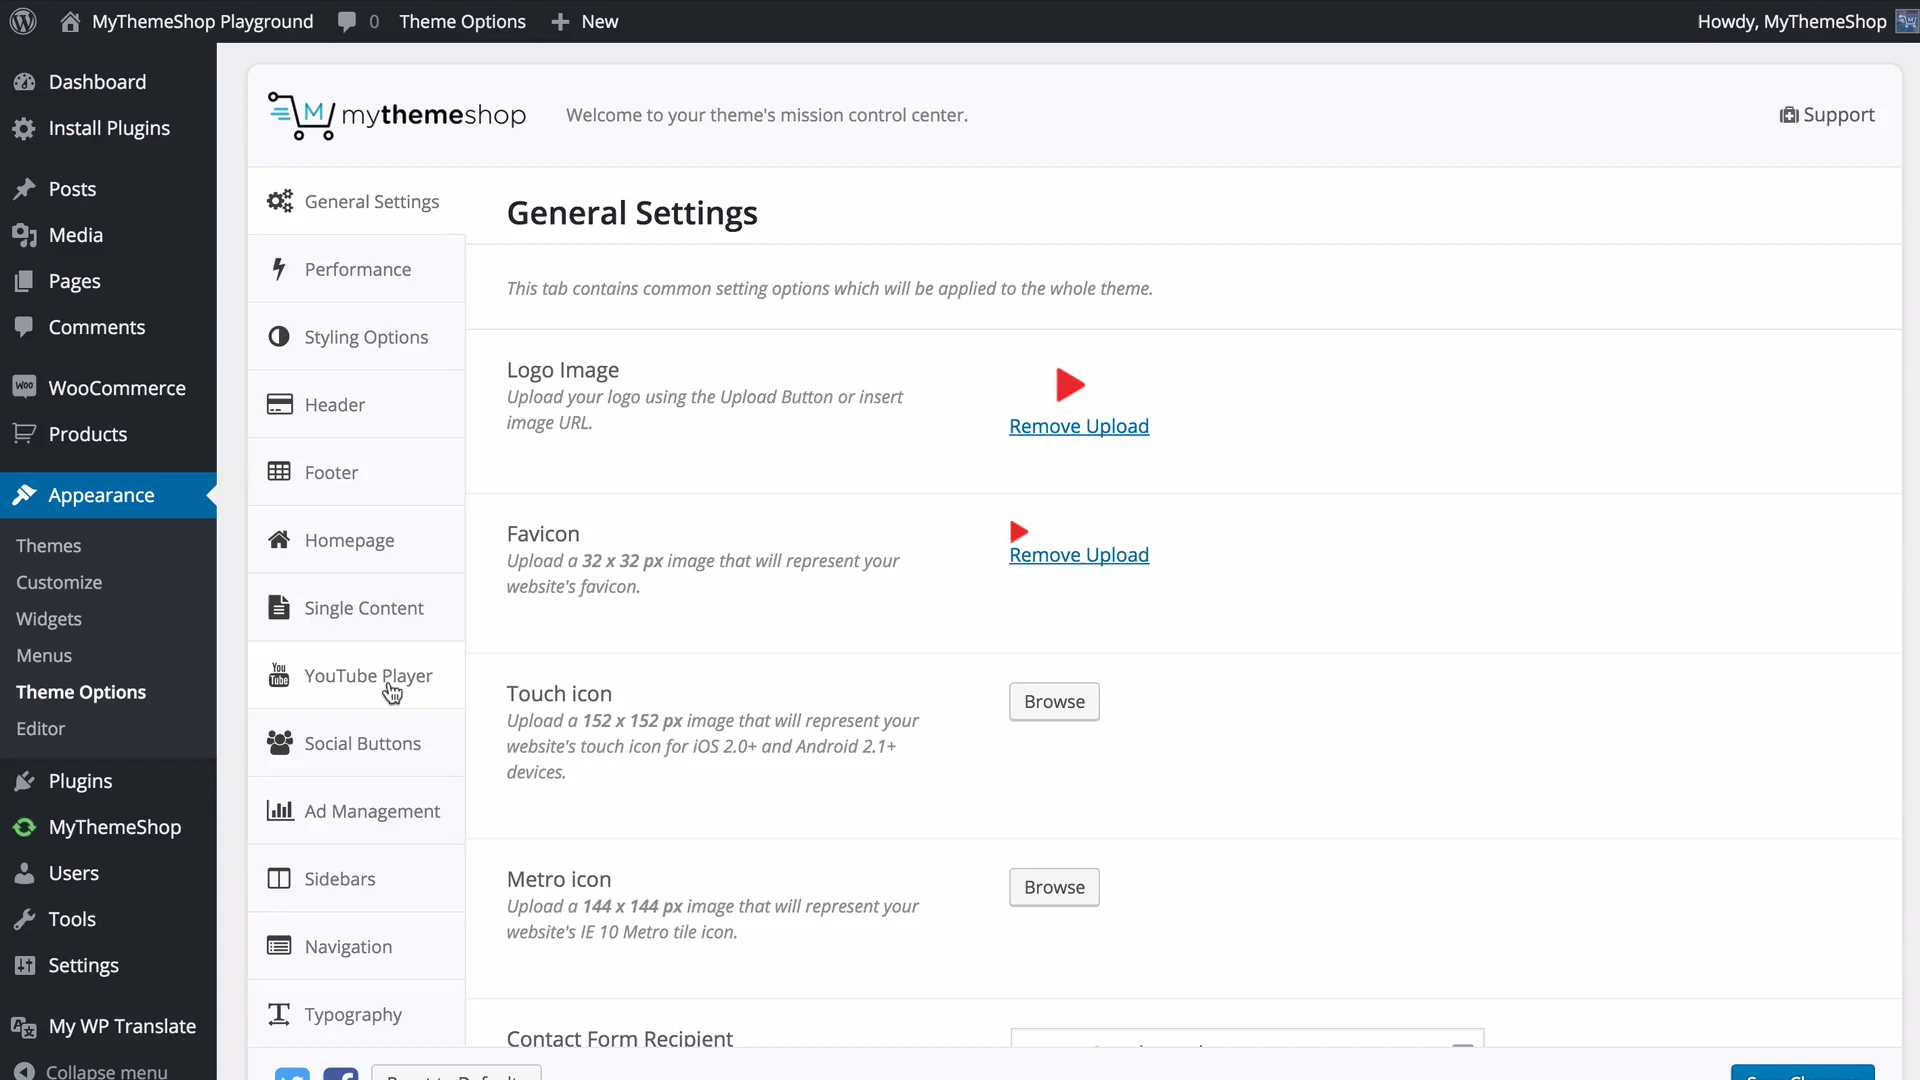 MyThemeShop Playground
0
Theme Options
New
Howdy, MyThemeShop
Dashboard
Install Plugins
Posts
Media
Pages
Comments
WooCommerce
Products
Appearance
Themes
Customize
Widgets
Menus
Theme Options
Editor
Plugins
MyThemeShop
Users
Tools
Settings
My WP Translate
Collapse menu
M mythemeshop
Welcome to your theme's mission control center.
Support
General Settings
Performance
Styling Options
Header
Footer
Homepage
Single Content
You
Tube
YouTube Player
Social Buttons
Ad Management
Sidebars
Navigation
Typography
General Settings
This tab contains common setting options which will be applied to the whole theme.
Logo Image
Upload your logo using the Upload Button or insert
image URL.
Remove Upload
Favicon
Upload a 32 x 32 px image that will represent your
website's favicon.
Remove Upload
Touch icon
Upload a 152 x 152 px image that will represent your
website's touch icon for iOS 2.0+ and Android 2.1+
devices.
Browse
Metro icon
Upload a 144 x 144 px image that will represent your
website's IE 10 Metro tile icon.
Browse
Contact Form Recipient